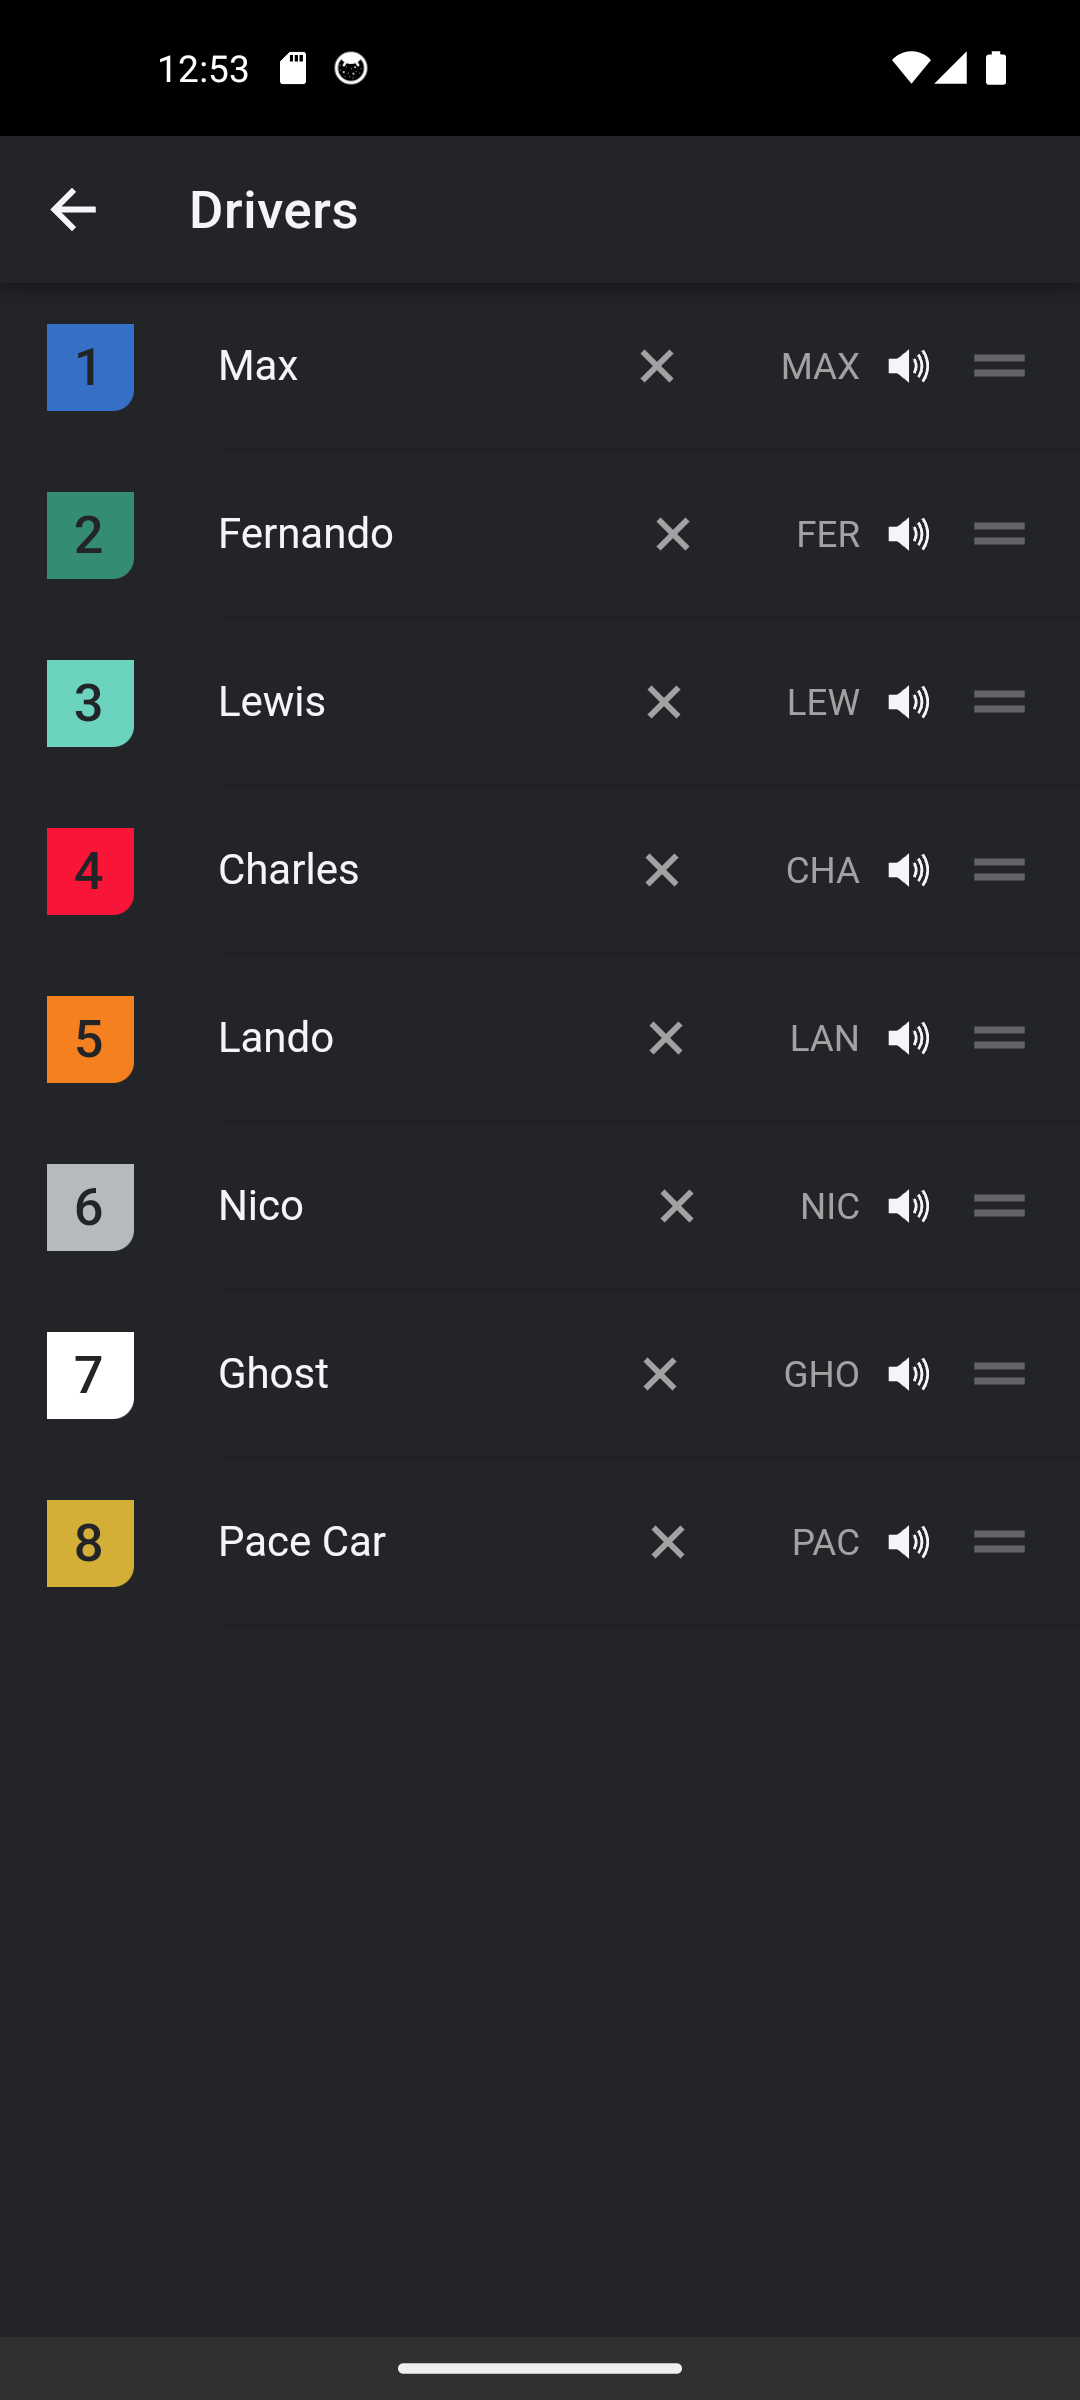 12:53
Drivers
1 Max MAX
2 Fernando FER
3 Lewis LEW
4 Charles CHA
5 Lando LAN
6 Nico NIC
7 Ghost GHO
8 Pace Car PAC